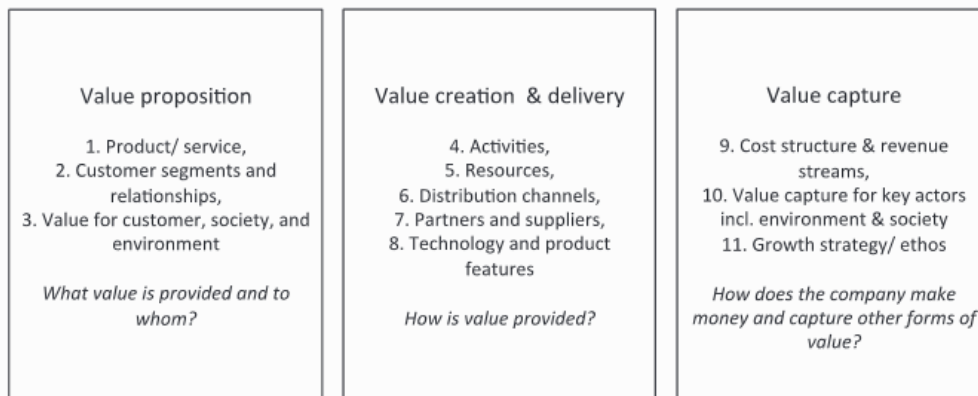 Value proposition
1. Product/ service,
2. Customer segments and
relationships,
3. Value for customer, society, and
environment
What value is provided and to
whom?
Value creation & delivery
4. Activities,
5. Resources,
6. Distribution channels,
7. Partners and suppliers,
8. Technology and product
features
How is value provided?
Value capture
9. Cost structure & revenue
streams,
10. Value capture for key actors
incl. environment & society
11. Growth strategy/ ethos
How does the company make
money and capture other forms of
value?